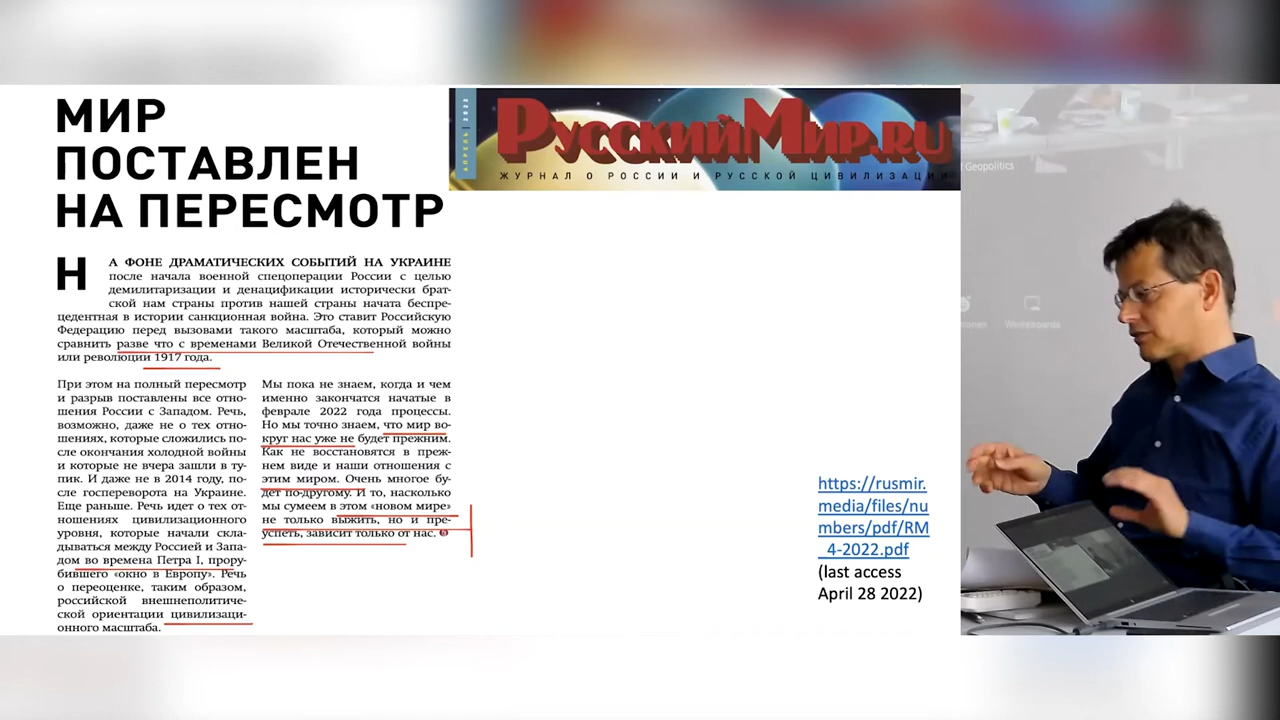 МИР
ПОСТАВЛЕН
НА ПЕРЕСМОТР
НА ФОНЕ ДРАМАТИЧЕСКИХ СОБЫТИЙ НА УКРАИНЕ
после начала военной спецоперации России с целью
демилитаризации и денацификации исторически брат-
ской нам страны против нашей страны начата беспре-
цедентная в истории санкционная война. Это ставит Российскую
Федерацию перед вызовами такого масштаба, который можно
сравнить разве что с временами Великой Отечественной войны
или революции 1917 года.
При этом на полный пересмотр
и разрыв поставлены все отно-
шения России с Западом. Речь,
возможно, даже не о тех отно-
шениях, которые сложились по-
сле окончания холодной войны
и которые не вчера зашли в ту-
пик. И даже не в 2014 году, по-
сле госпереворота на Украине.
Еще раньше. Речь идет о тех от-
ношениях цивилизационного
уровня, которые начали скла-
дываться между Россией и Запа-
дом во времена Петра I, прору-
бившего «окно в Европу». Речь
о переоценке, таким образом,
российской внешнеполитиче-
ской ориентации цивилизаци-
онного масштаба.
Мы пока не знаем, когда и чем
именно закончатся начатые в
феврале 2022 года процессы.
Но мы точно знаем, что мир во-
круг нас уже не будет прежним.
Как не восстановятся в преж-
нем виде и наши отношения с
этим миром. Очень многое бу-
дет по-другому. И то, насколько
мы сумеем в этом «новом мире»
не только выжить, но и пре-
успеть, зависит только от нас.
АПРЕЛЬ | 2022
РУССКИЙ МИР.RU
ЖУРНАЛ О РОССИИ И РУССКОЙ ЦИВИЛИЗАЦИИ
https://rusmir.
media/files/nu
mbers/pdf/RM
_4-2022.pdf
(last access
April 28 2022)
of Geopolitics
Whiteboards